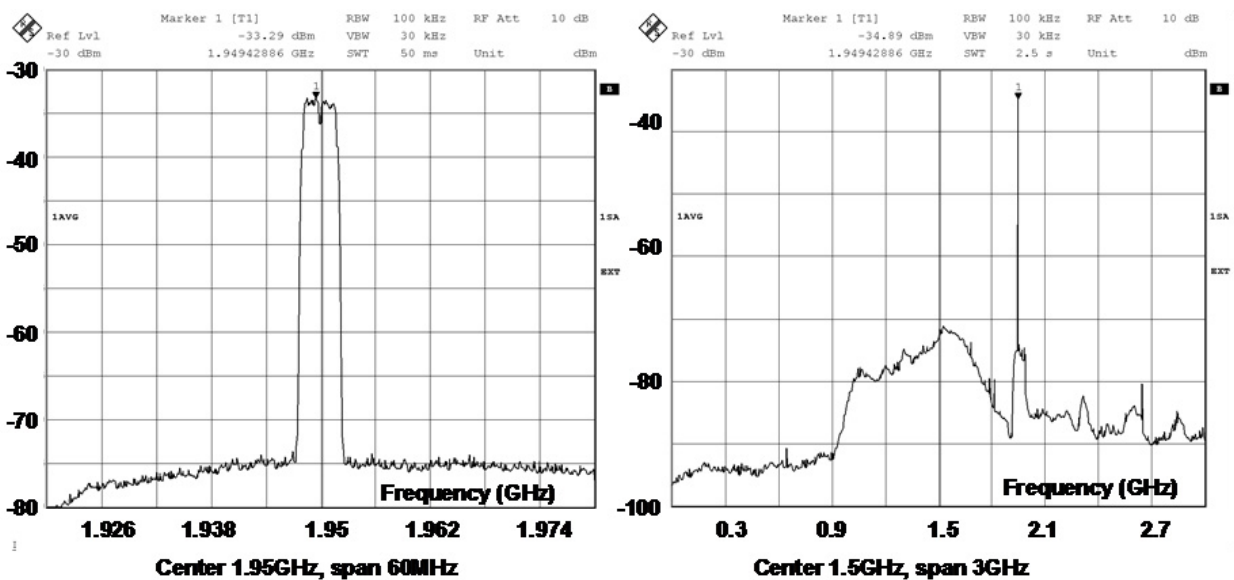 Marker 1 [T1] RBW 100 kHz RF Att 10 dB
Ref Lvl -33.29 dBm VBW 30 kHz
-30 dBm 1.94942886 GHz SWT 50 ms Unit dBm
-30
-40
-50
-60
-70
-80
1
B
1AVG
1SA
EXT
Frequency (GHz)
1.926 1.938 1.95 1.962 1.974
Center 1.95GHz, span 60MHz
Marker 1 [T1] RBW 100 kHz RF Att 10 dB
Ref Lvl -34.89 dBm VBW 30 kHz
-30 dBm 1.94942886 GHz SWT 2.5 s Unit dBm
-40
-60
-80
-100
1
B
1AVG
1SA
EXT
Frequency (GHz)
0.3 0.9 1.5 2.1 2.7
Center 1.5GHz, span 3GHz